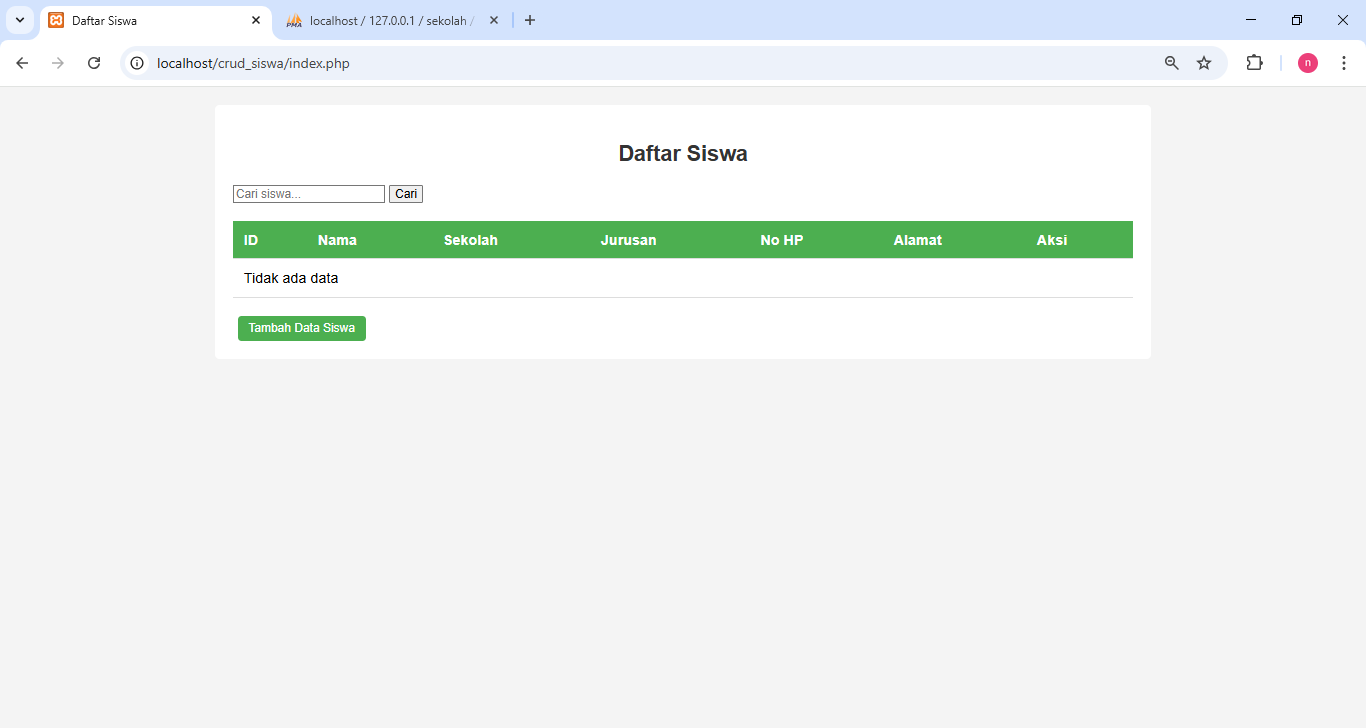 Daftar Siswa
localhost / 127.0.0.1 / sekolah /
localhost/crud_siswa/index.php
n
Daftar Siswa
Cari siswa... Cari
ID Nama Sekolah Jurusan No HP Alamat Aksi
Tidak ada data
Tambah Data Siswa